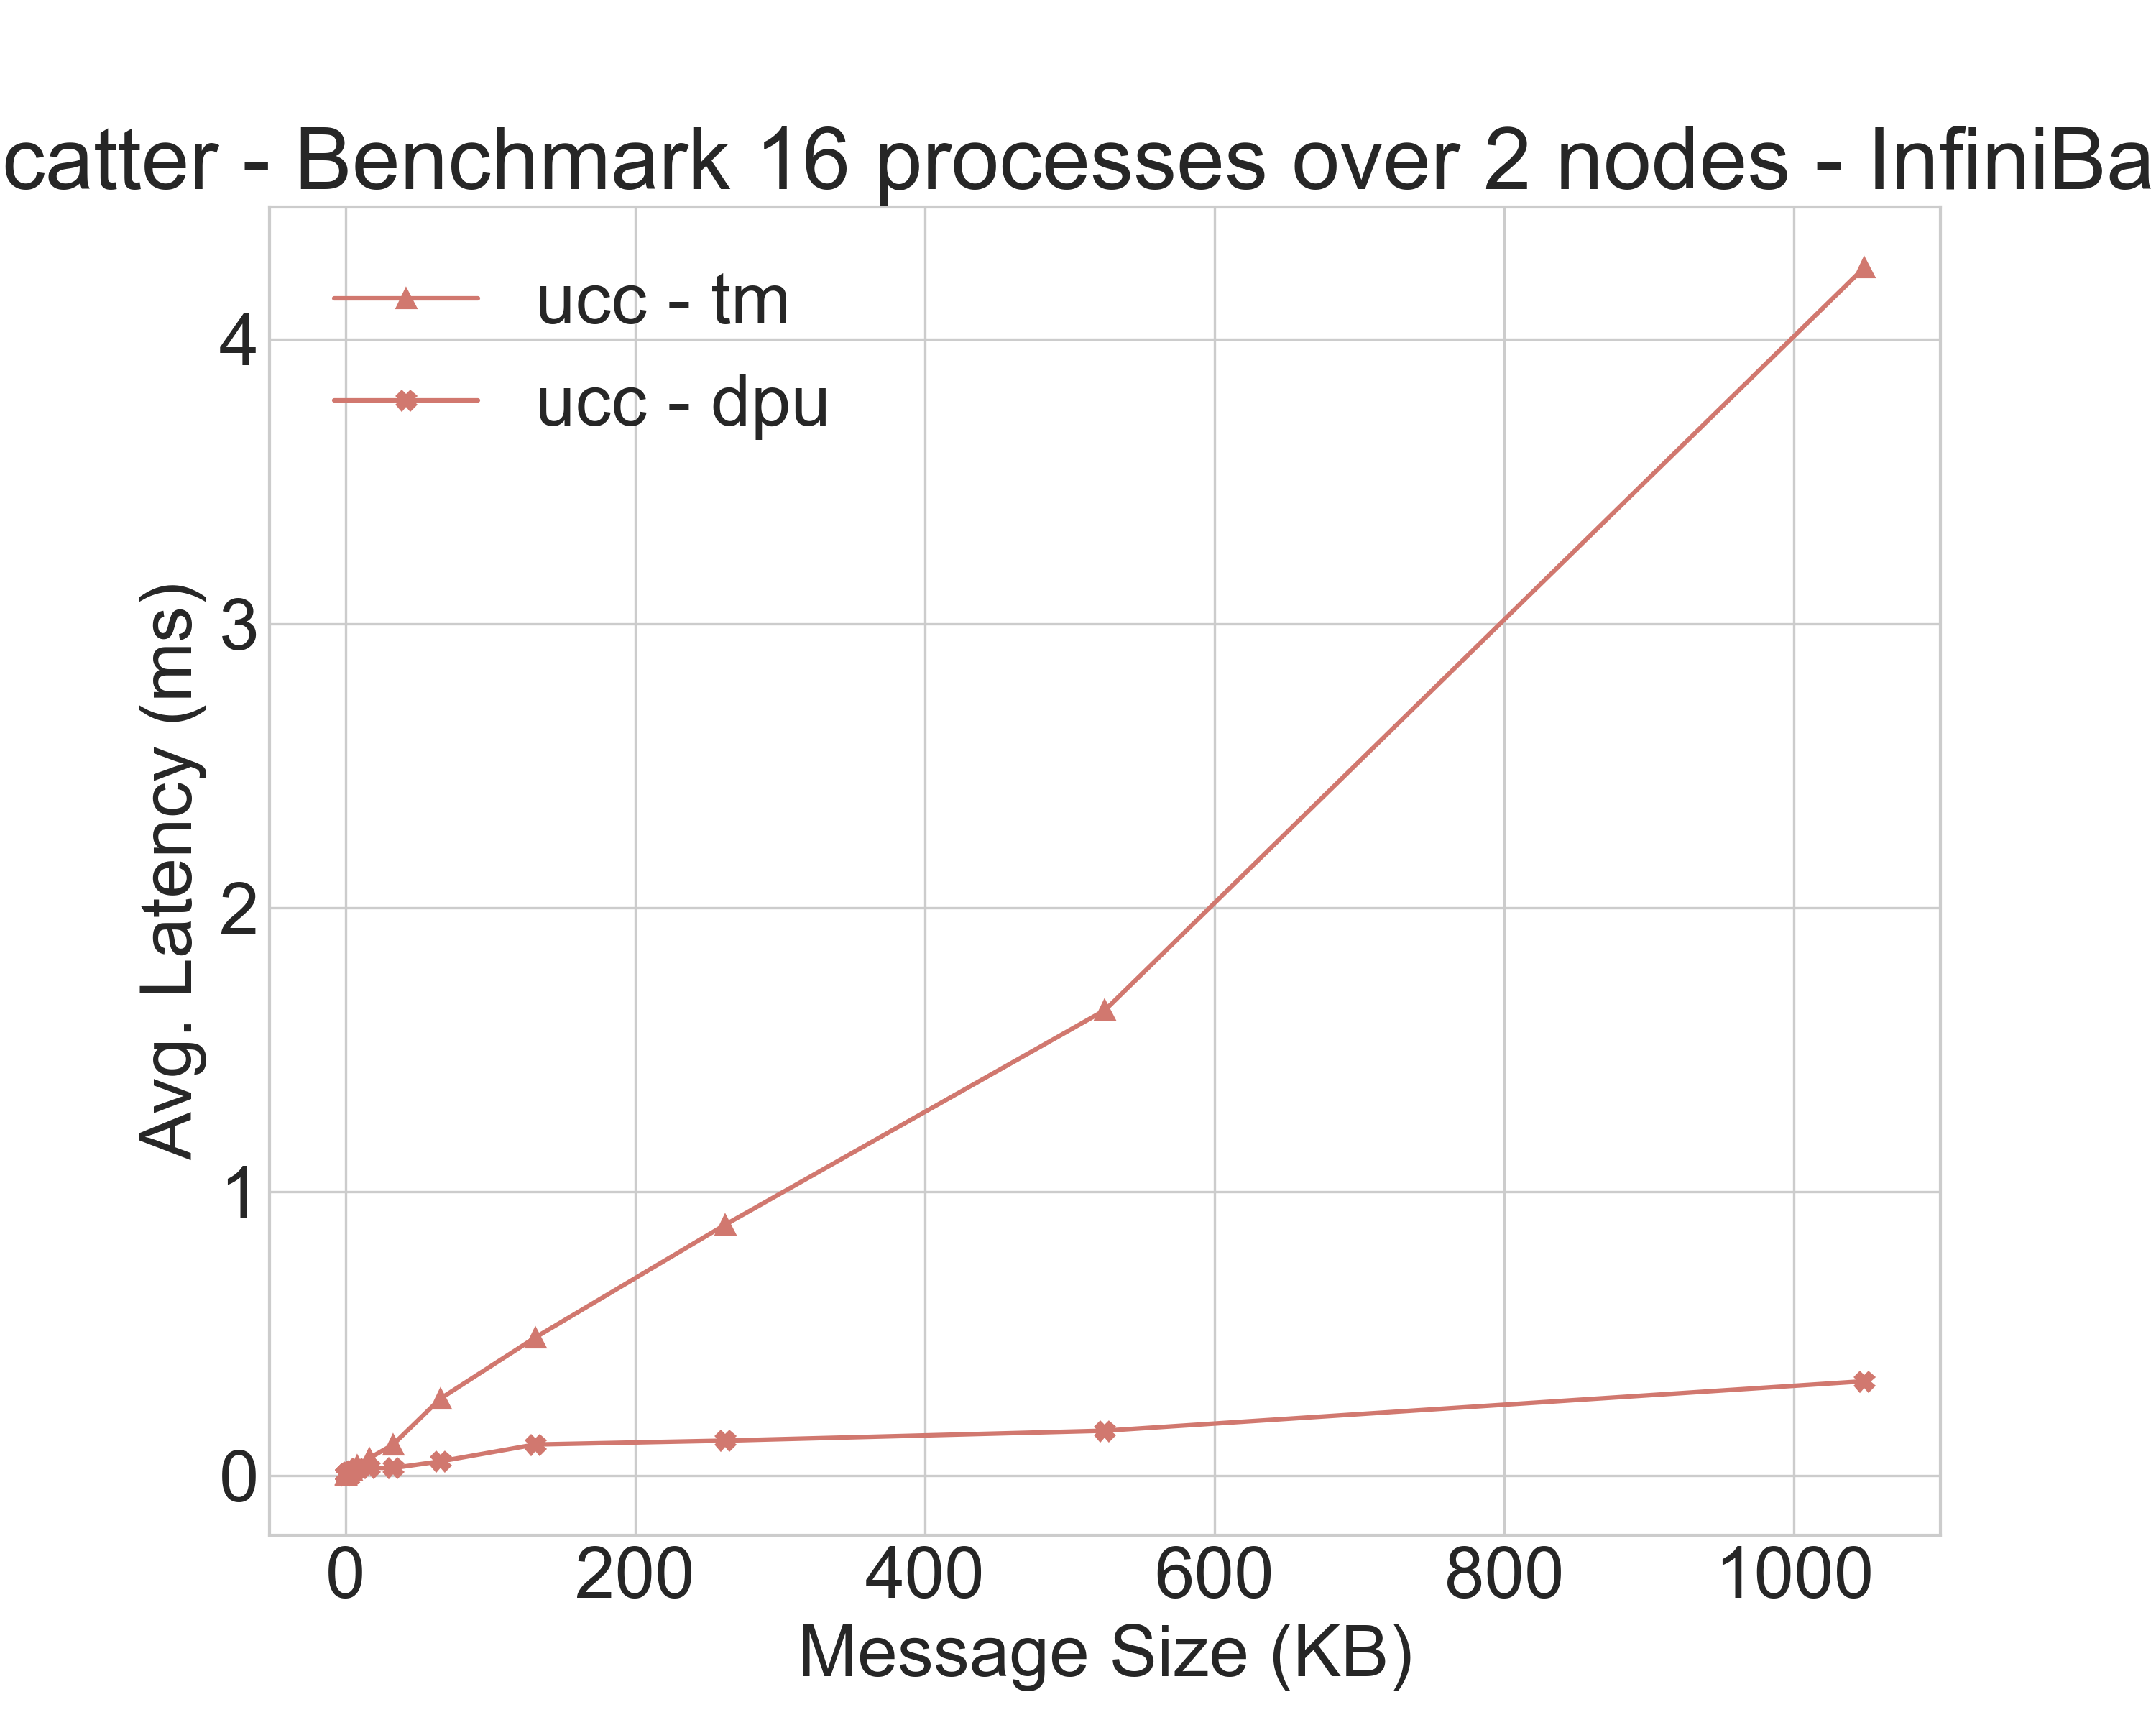 catter - Benchmark 16 processes over 2 nodes - InfiniBa
ucc - tm
ucc - dpu
Avg. Latency (ms)
4
3
2
1
0
0 200 400 600 800 1000
Message Size (KB)